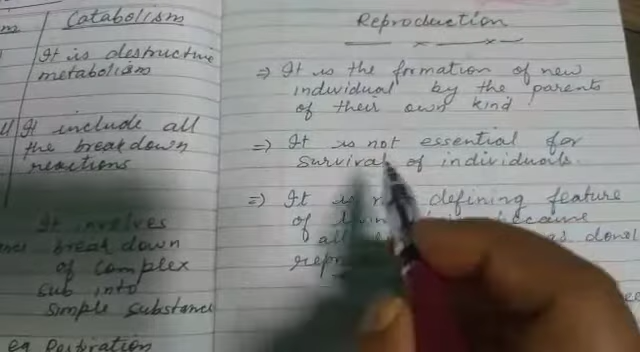 Catabolism
It is destructive
metabolism
It include all
the breakdown
reactions
It involves
break down
of complex
sub into
simple substance
eg
Reproduction
⇒ It is the formation of new
individual by the parents
of their own kind
⇒ It is not essential for
survival of individuals.
⇒ It is defining feature
of
all